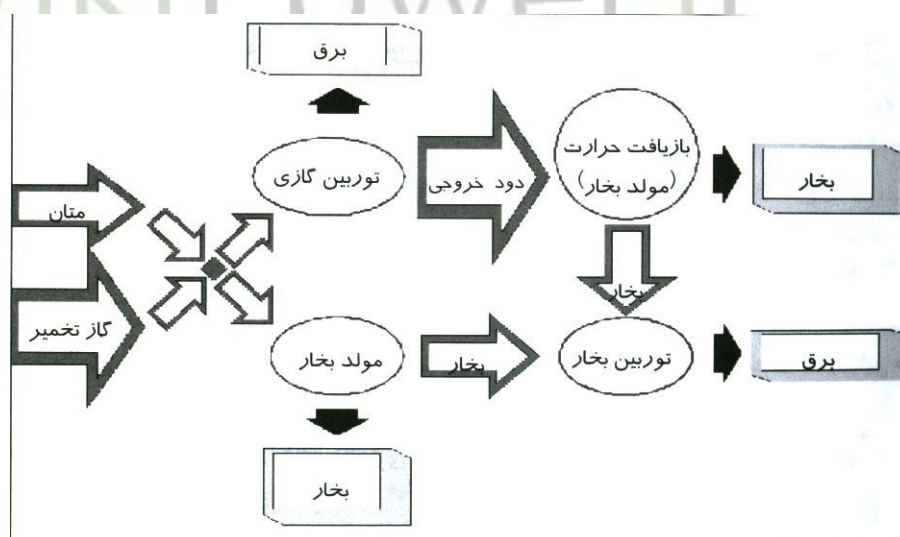 برق
توربین گازی
دود خروجی
بازیافت حرارت
(مولد بخار)
بخار
متان
گاز تخمیر
بخار
مولد بخار
بخار
توربین بخار
برق
بخار